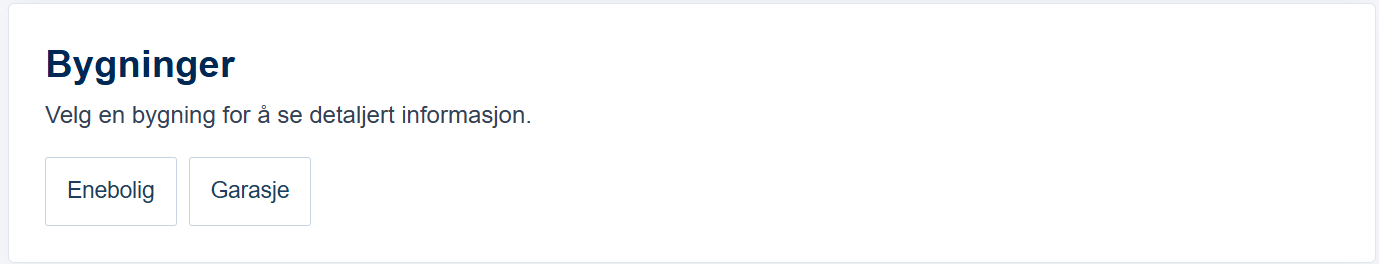 Bygninger
Velg en bygning for å se detaljert informasjon.
Enebolig
Garasje